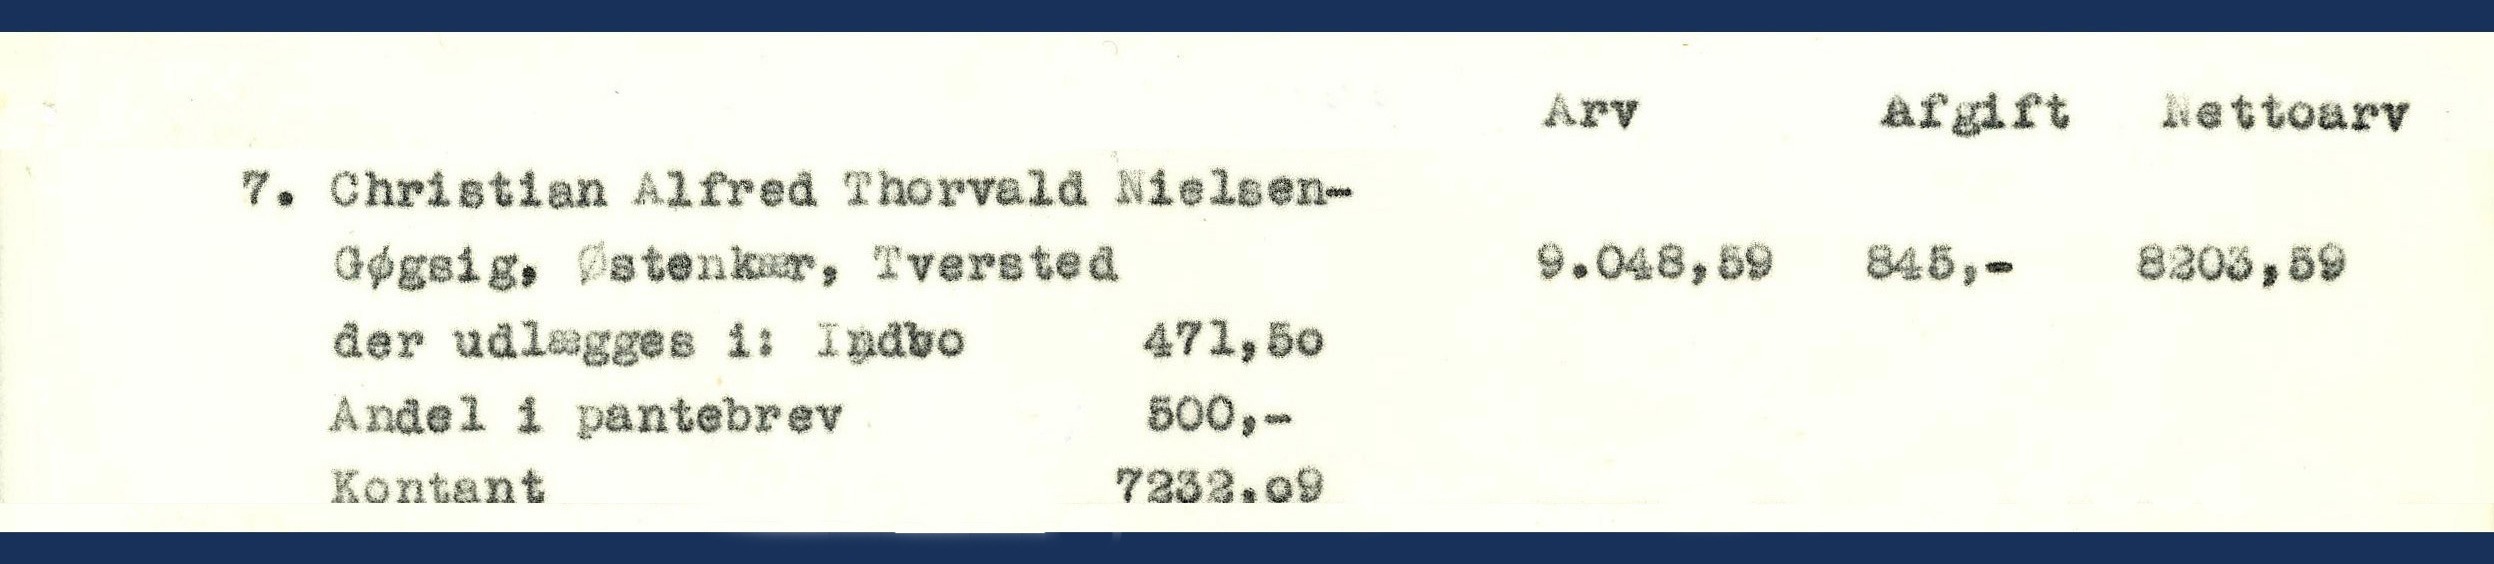 Arv Afgift Nettoarv
7. Christian Alfred Thorvald Nielsen-
Gøgsig, Østenkær, Tversted 9.048,59 845,- 8203,59
der udlægges i: Indbo 471,5o
Andel i pantebrev 500,-
Kontant 7232,o9